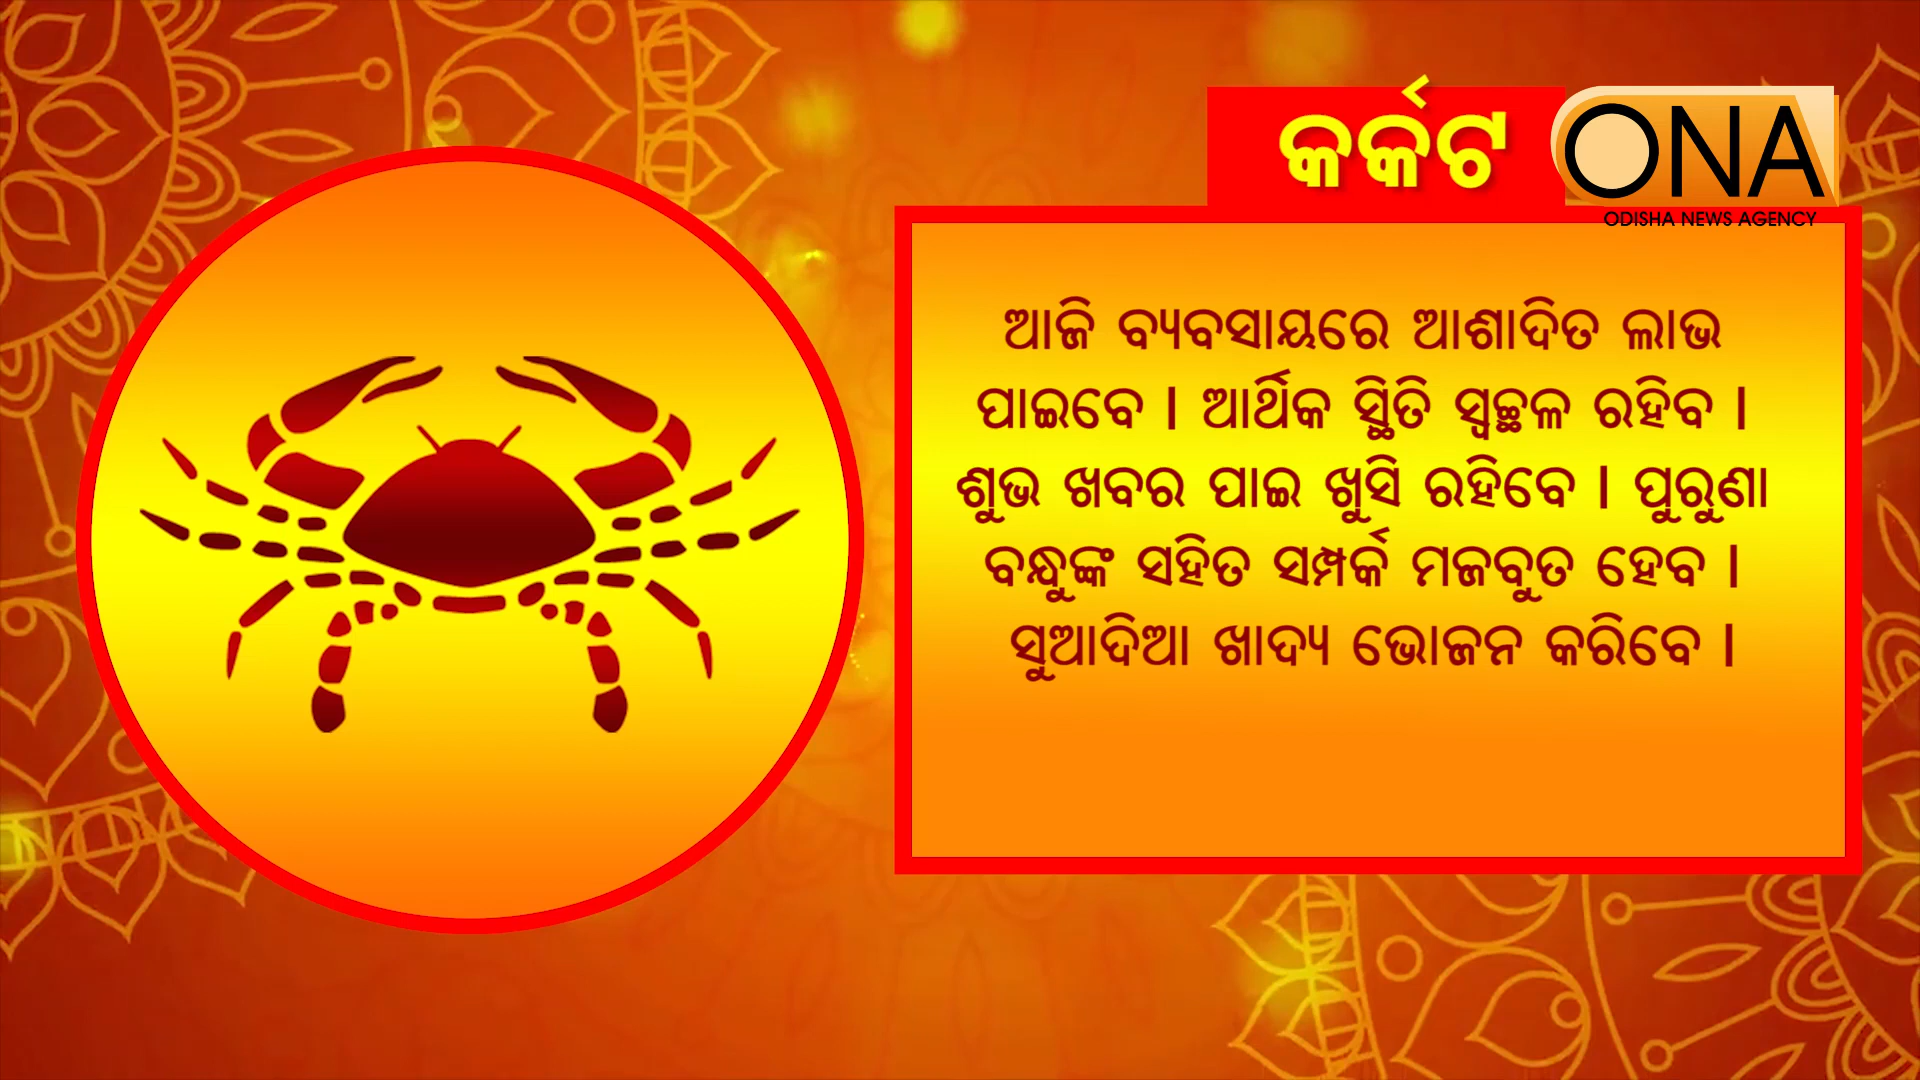 କର୍କଟ
ONA
ODISHA NEWS AGENCY
ଆଜି ବ୍ୟବସାୟରେ ଆଶାଦିତ ଲାଭ
ପାଇବେ । ଆର୍ଥିକ ସ୍ଥିତି ସ୍ୱଚ୍ଛଳ ରହିବ ।
ଶୁଭ ଖବର ପାଇ ଖୁସି ରହିବେ । ପୁରୁଣା
ବନ୍ଧୁଙ୍କ ସହିତ ସମ୍ପର୍କ ମଜବୁତ ହେବ ।
ସୁଆଦିଆ ଖାଦ୍ୟ ଭୋଜନ କରିବେ ।